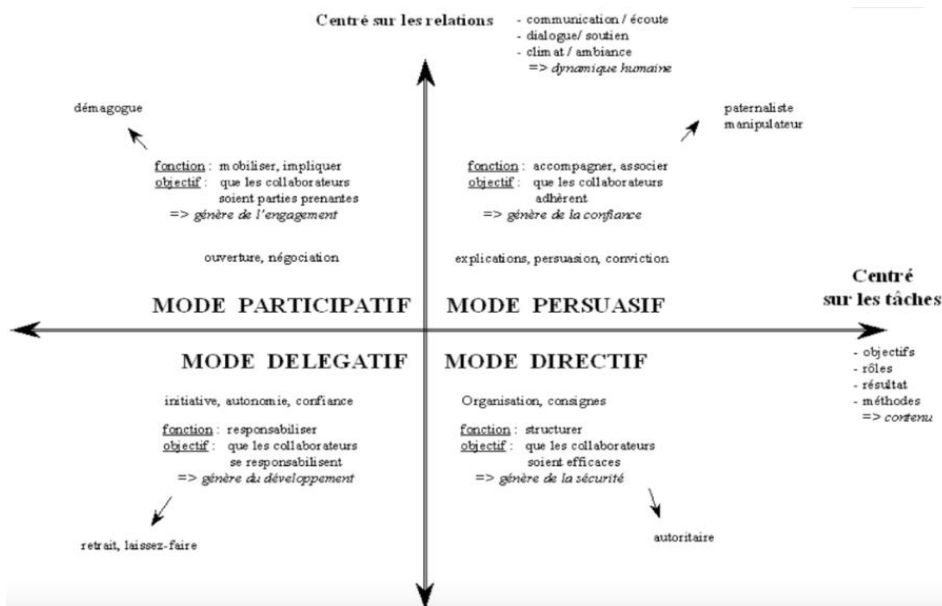 Centré sur les relations
- communication / écoute
- dialogue/ soutien
- climat / ambiance
=> dynamique humaine
démagogue
paternaliste
manipulateur
fonction : mobiliser, impliquer
objectif : que les collaborateurs
soient parties prenantes
=> génère de l'engagement
fonction : accompagner, associer
objectif : que les collaborateurs
adhèrent
=> génère de la confiance
ouverture, négociation
explications, persuasion, conviction
MODE PARTICIPATIF
MODE PERSUASIF
Centré
sur les tâches
- objectifs
- rôles
- résultat
- méthodes
=> contenu
MODE DELEGATIF
MODE DIRECTIF
initiative, autonomie, confiance
Organisation, consignes
fonction : responsabiliser
objectif : que les collaborateurs
se responsabilisent
=> génère du développement
fonction : structurer
objectif : que les collaborateurs
soient efficaces
=> génère de la sécurité
retrait, laissez-faire
autoritaire